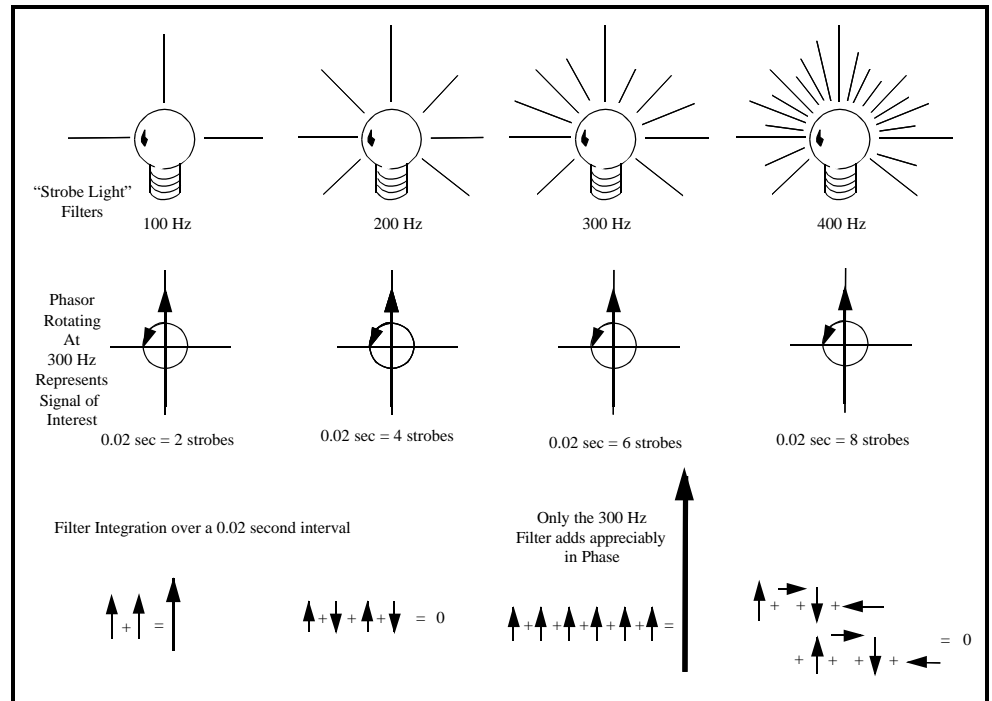 “Strobe Light”
Filters
100 Hz
200 Hz
300 Hz
400 Hz
Phasor
Rotating
At
300 Hz
Represents
Signal of
Interest
0.02 sec = 2 strobes
0.02 sec = 4 strobes
0.02 sec = 6 strobes
0.02 sec = 8 strobes
Filter Integration over a 0.02 second interval
Only the 300 Hz
Filter adds appreciably
in Phase
+ =
+ + + = 0
+ + + + + =
+ + +
+ + + + = 0